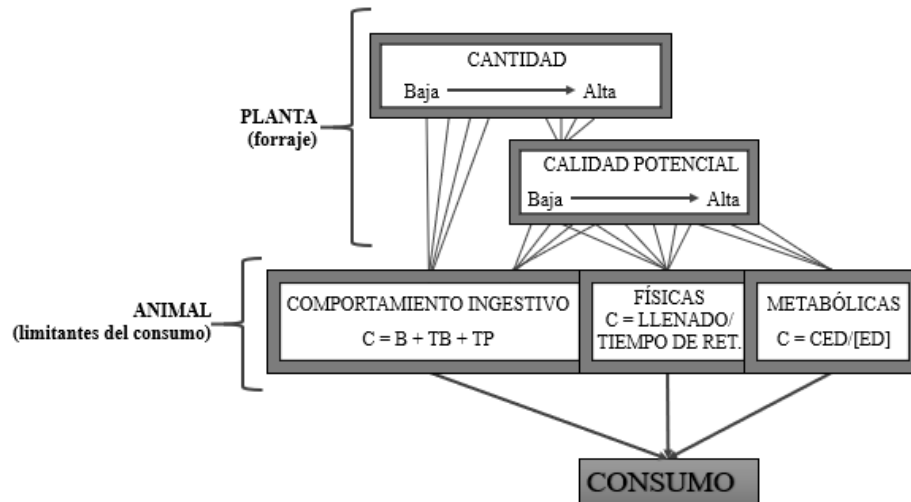 CANTIDAD
Baja Alta
PLANTA
(forraje)
CALIDAD POTENCIAL
Baja Alta
ANIMAL
(limitantes del consumo)
COMPORTAMIENTO INGESTIVO
C = B + TB + TP
FÍSICAS
C = LLENADO/
TIEMPO DE RET.
METABÓLICAS
C = CED/[ED]
CONSUMO